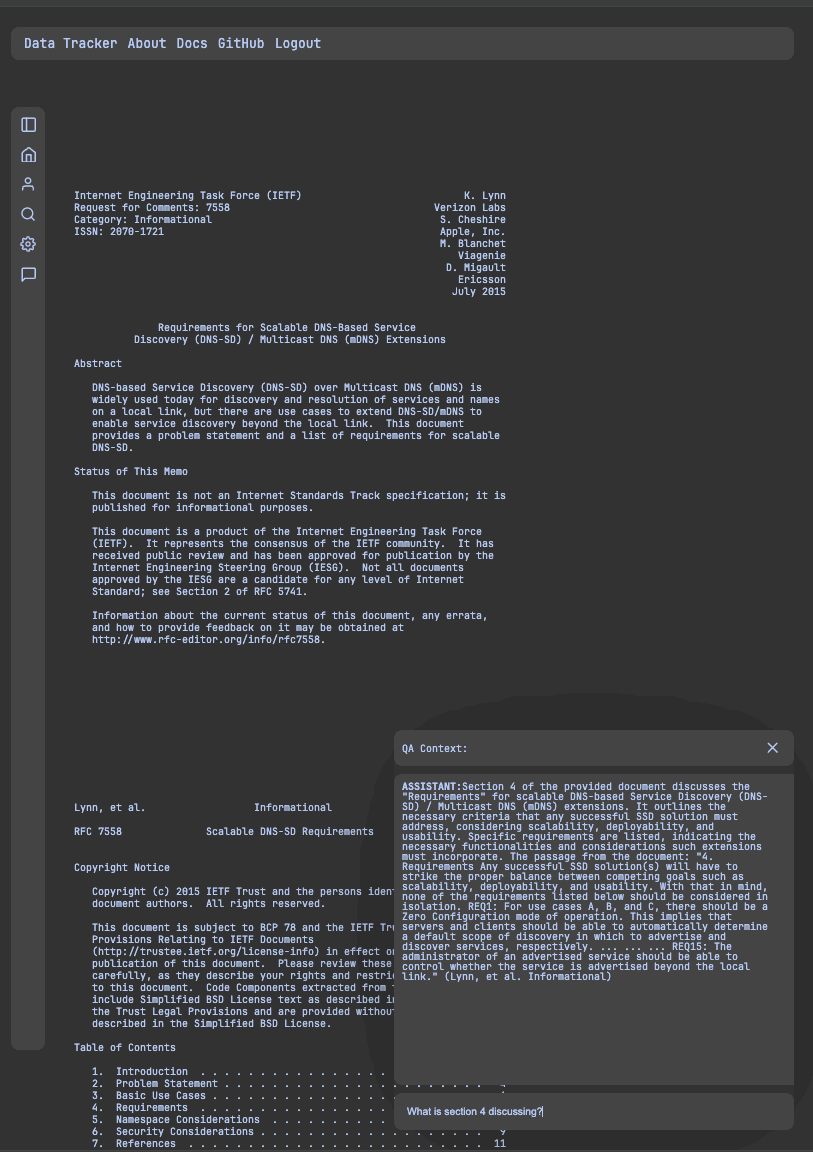 Data Tracker About Docs GitHub Logout
Internet Engineering Task Force (IETF) K. Lynn
Request for Comments: 7558 Verizon Labs
Category: Informational S. Cheshire
ISSN: 2070-1721 Apple, Inc.
M. Blanchet
Viagenie
D. Migault
Ericsson
July 2015
Requirements for Scalable DNS-Based Service
Discovery (DNS-SD) / Multicast DNS (mDNS) Extensions
Abstract
DNS-based Service Discovery (DNS-SD) over Multicast DNS (mDNS) is
widely used today for discovery and resolution of services and names
on a local link, but there are use cases to extend DNS-SD/mDNS to
enable service discovery beyond the local link.  This document
provides a problem statement and a list of requirements for scalable
DNS-SD.
Status of This Memo
This document is not an Internet Standards Track specification; it is
published for informational purposes.
This document is a product of the Internet Engineering Task Force
(IETF).  It represents the consensus of the IETF community.  It has
received public review and has been approved for publication by the
Internet Engineering Steering Group (IESG).  Not all documents
approved by the IESG are a candidate for any level of Internet
Standard; see Section 2 of RFC 5741.
Information about the current status of this document, any errata,
and how to provide feedback on it may be obtained at
http://www.rfc-editor.org/info/rfc7558.
Lynn, et al. Informational
RFC 7558 Scalable DNS-SD Requirements
Copyright Notice
Copyright (c) 2015 IETF Trust and the persons iden
document authors.  All rights reserved.
This document is subject to BCP 78 and the IETF Tr
Provisions Relating to IETF Documents
(http://trustee.ietf.org/license-info) in effect o
publication of this document.  Please review these
carefully, as they describe your rights and restri
to this document.  Code Components extracted from
include Simplified BSD License text as described i
the Trust Legal Provisions and are provided withou
described in the Simplified BSD License.
Table of Contents
1.  Introduction  . . . . . . . . . . . . . . . .
2.  Problem Statement . . . . . . . . . . . . . . . . . . . . . .
3.  Basic Use Cases . . . . . . . . . . . . . . . .
4.  Requirements  . . . . . . . . . . . . . . . .
5.  Namespace Considerations  . . . . . . . . . . .
6.  Security Considerations . . . . . . . . . . .
7.  References  . . . . . . . . . . . . . . . . . . . . . . . . .  11
QA Context:
ASSISTANT:Section 4 of the provided document discusses the
"Requirements" for scalable DNS-based Service Discovery (DNS-
SD) / Multicast DNS (mDNS) extensions. It outlines the
necessary criteria that any successful SSD solution must
address, considering scalability, deployability, and
usability. Specific requirements are listed, indicating the
necessary functionalities and considerations such extensions
must incorporate. The passage from the document: "4.
Requirements Any successful SSD solution(s) will have to
strike the proper balance between competing goals such as
scalability, deployability, and usability. With that in mind,
none of the requirements listed below should be considered in
isolation. REQ1: For use cases A, B, and C, there should be a
Zero Configuration mode of operation. This implies that
servers and clients should be able to automatically determine
a default scope of discovery in which to advertise and
discover services, respectively. ... ... ... REQ15: The
administrator of an advertised service should be able to
control whether the service is advertised beyond the local
link." (Lynn, et al. Informational)
What is section 4 discussing?